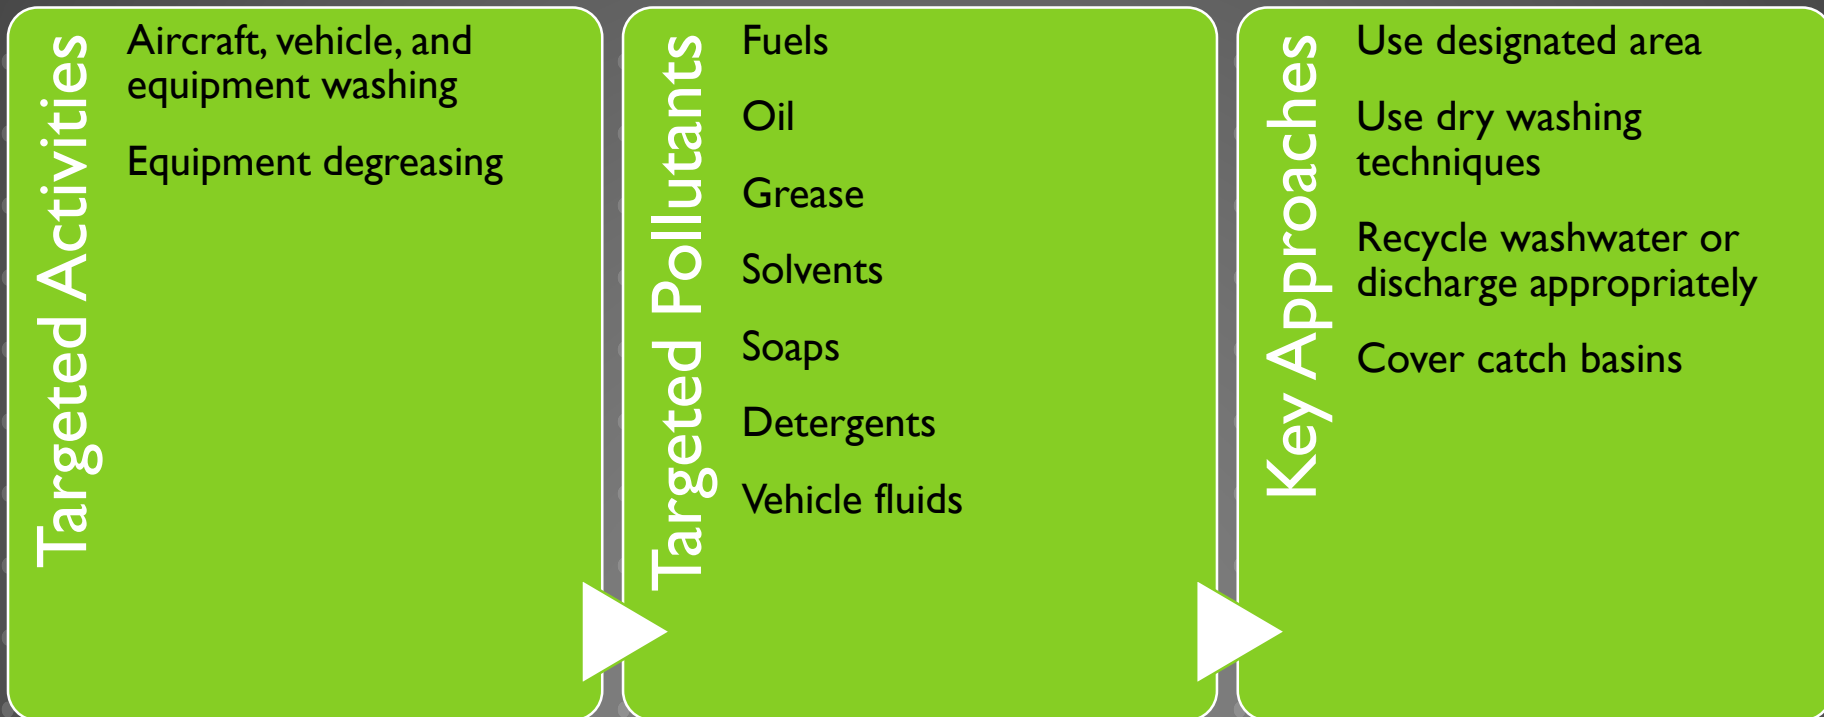 Targeted Activities
Aircraft, vehicle, and
equipment washing
Equipment degreasing
Targeted Pollutants
Fuels
Oil
Grease
Solvents
Soaps
Detergents
Vehicle fluids
Key Approaches
Use designated area
Use dry washing
techniques
Recycle washwater or
discharge appropriately
Cover catch basins